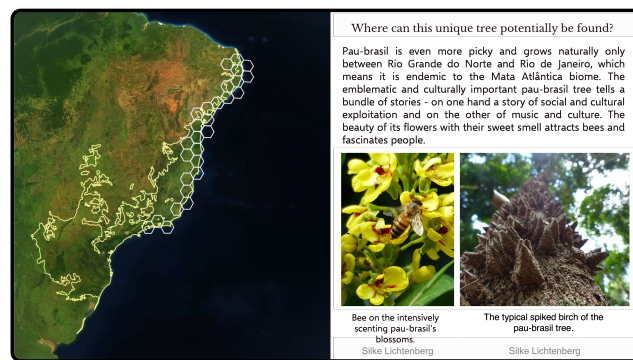 Where can this unique tree potentially be found?
Pau-brasil is even more picky and grows naturally only
between Rio Grande do Norte and Rio de Janeiro, which
means it is endemic to the Mata Atlântica biome. The
emblematic and culturally important pau-brasil tree tells a
bundle of stories - on one hand a story of social and cultural
exploitation and on the other of music and culture. The
beauty of its flowers with their sweet smell attracts bees and
fascinates people.
Bee on the intensively
scenting pau-brasil's
blossoms.
Silke Lichtenberg
The typical spiked birch of the
pau-brasil tree.
Silke Lichtenberg